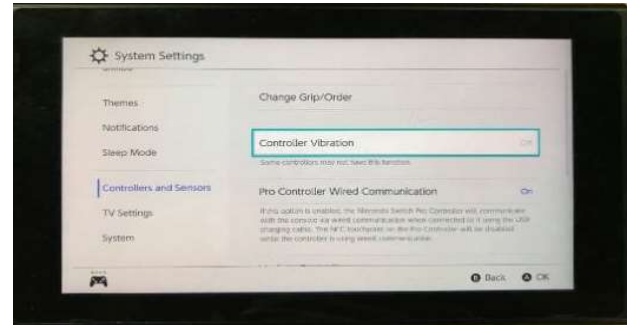 System Settings
Themes
Notifications
Sleep Mode
Controllers and Sensors
TV Settings
System
Change Grip/Order
Controller Vibration
Some controllers may not have this function.
Pro Controller Wired Communication On
If this option is enabled, the Nintendo Switch Pro Controller will communicate
with the console via wired communication when connected to it using the USB
charging cable. The NFC touchpoint on the Pro Controller will be disabled
while the controller is using wired communication.
B Back A OK